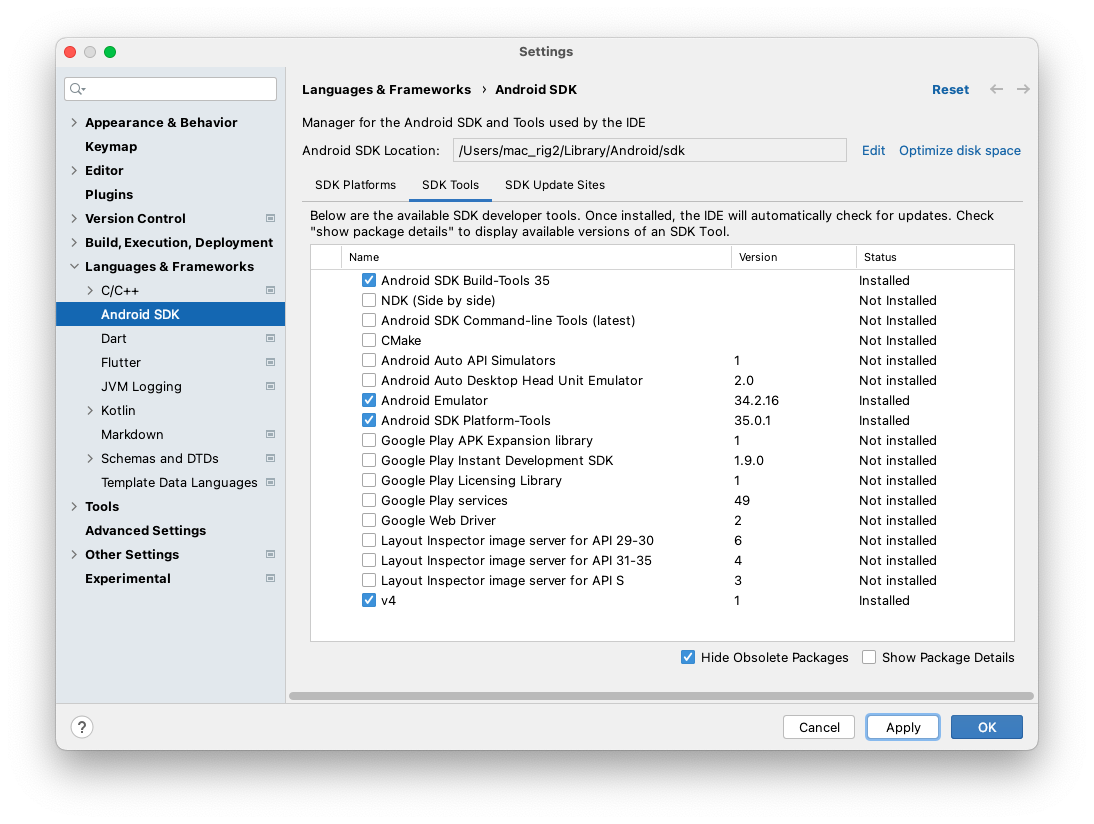 Settings
Languages & Frameworks › Android SDK
Reset
Manager for the Android SDK and Tools used by the IDE
Android SDK Location: /Users/mac_rig2/Library/Android/sdk Edit Optimize disk space
SDK Platforms SDK Tools SDK Update Sites
Below are the available SDK developer tools. Once installed, the IDE will automatically check for updates. Check
"show package details" to display available versions of an SDK Tool.
Appearance & Behavior
Keymap
Editor
Plugins
Version Control
Build, Execution, Deployment
Languages & Frameworks
C/C++
Android SDK
Dart
Flutter
JVM Logging
Kotlin
Markdown
Schemas and DTDs
Template Data Languages
Tools
Advanced Settings
Other Settings
Experimental
Name Version Status
Android SDK Build-Tools 35 Installed
NDK (Side by side) Not Installed
Android SDK Command-line Tools (latest) Not Installed
CMake Not Installed
Android Auto API Simulators 1 Not installed
Android Auto Desktop Head Unit Emulator 2.0 Not installed
Android Emulator 34.2.16 Installed
Android SDK Platform-Tools 35.0.1 Installed
Google Play APK Expansion library 1 Not installed
Google Play Instant Development SDK 1.9.0 Not installed
Google Play Licensing Library 1 Not installed
Google Play services 49 Not installed
Google Web Driver 2 Not installed
Layout Inspector image server for API 29-30 6 Not installed
Layout Inspector image server for API 31-35 4 Not installed
Layout Inspector image server for API S 3 Not installed
v4 1 Installed
Hide Obsolete Packages Show Package Details
? Cancel Apply OK